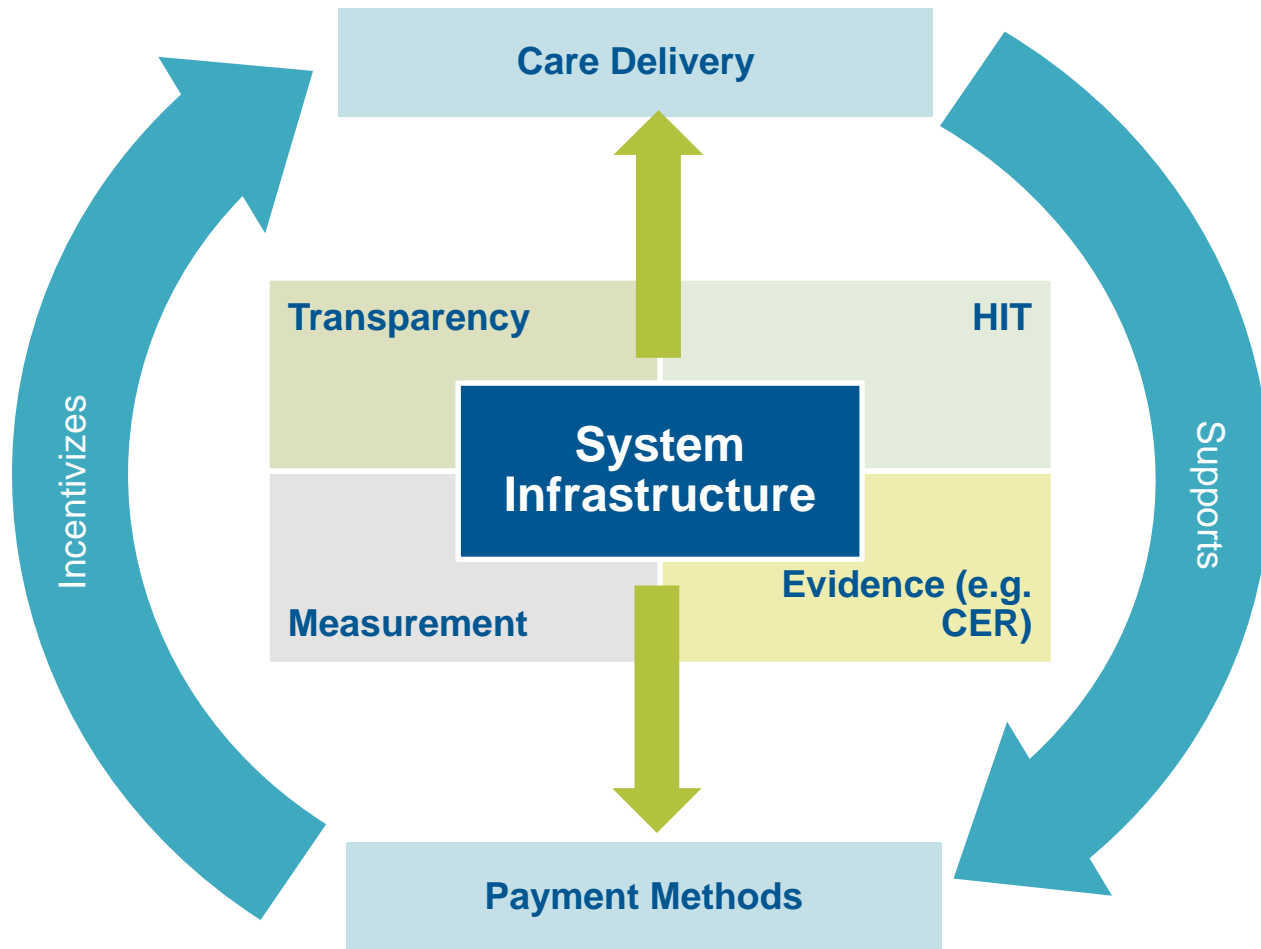 Care Delivery
Transparency
HIT
System
Infrastructure
Incentivizes
Supports
Measurement
Evidence (e.g.
CER)
Payment Methods